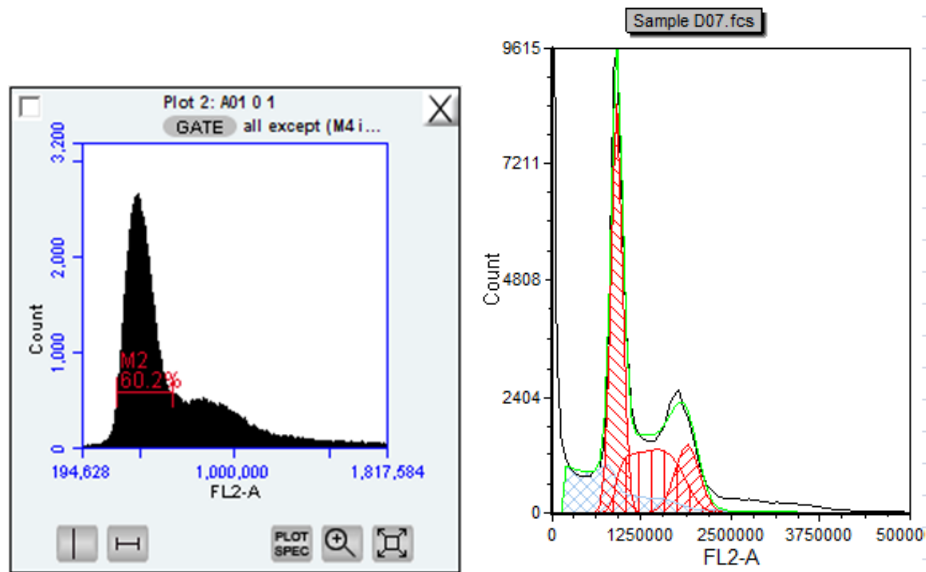 Plot 2: A01 0 1
GATE all except (M4 i...
3,200
2,000
1,000
0
Count
M2
60.2%
194,628
1,000,000
1,817,584
FL2-A
PLOT
SPEC
Sample D07.fcs
9615
7211
4808
2404
0
Count
0
1250000
2500000
3750000
50000
FL2-A